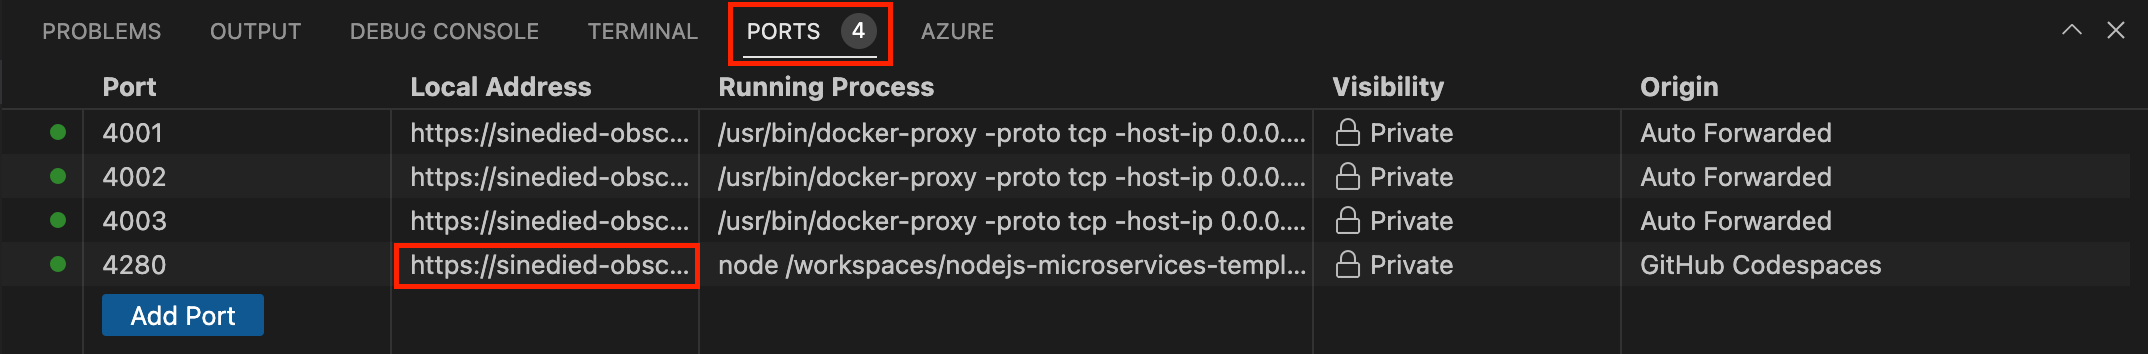 PROBLEMS OUTPUT DEBUG CONSOLE TERMINAL PORTS 4 AZURE
Port Local Address Running Process Visibility Origin
4001 https://sinedied-obsc... /usr/bin/docker-proxy -proto tcp -host-ip 0.0.0.... Private Auto Forwarded
4002 https://sinedied-obsc... /usr/bin/docker-proxy -proto tcp -host-ip 0.0.0.... Private Auto Forwarded
4003 https://sinedied-obsc... /usr/bin/docker-proxy -proto tcp -host-ip 0.0.0.... Private Auto Forwarded
4280 https://sinedied-obsc... node /workspaces/nodejs-microservices-templ... Private GitHub Codespaces
Add Port